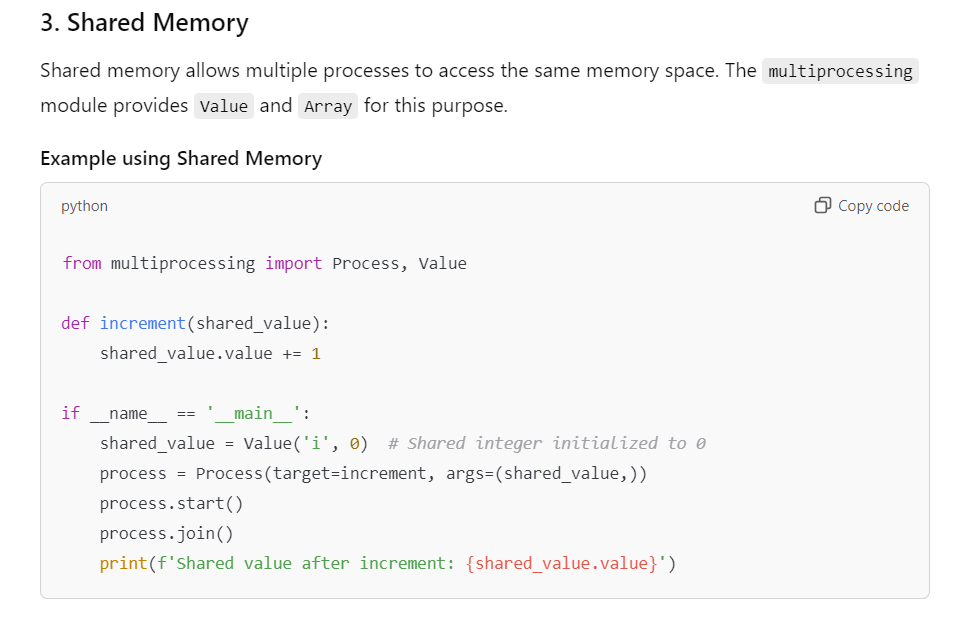 3. Shared Memory
Shared memory allows multiple processes to access the same memory space. The multiprocessing
module provides Value and Array for this purpose.
Example using Shared Memory
python
Copy code
from multiprocessing import Process, Value
def increment(shared_value):
    shared_value.value += 1
if __name__ == '__main__':
    shared_value = Value('i', 0)  # Shared integer initialized to 0
    process = Process(target=increment, args=(shared_value,))
    process.start()
    process.join()
    print(f'Shared value after increment: {shared_value.value}')